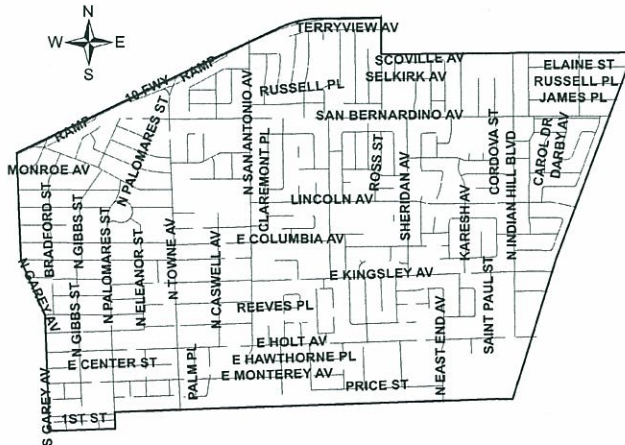 N
W E
S
TERRYVIEW AV
SCOVILLE AV
ELAINE ST
SELKIRK AV
RUSSELL PL
RAMP
10 FWY
RAMP
RUSSELL PL
JAMES PL
SAN BERNARDINO AV
MONROE AV
N PALOMARES ST
N SAN ANTONIO AV
CLAREMONT PL
ROSS ST
SHERIDAN AV
CORDOVA ST
N INDIAN HILL BLVD
CAROL DR
DARBY AV
LINCOLN AV
KARESH AV
BRADFORD ST
N GIBBS ST
E COLUMBIA AV
N GAREY AV
N PALOMARES ST
N ELEANOR ST
N TOWNE AV
N CASWELL AV
E KINGSLEY AV
SAINT PAUL ST
N GIBBS ST
REEVES PL
N EAST END AV
E HOLT AV
E HAWTHORNE PL
E CENTER ST
E MONTEREY AV
PALM PL
PRICE ST
S GAREY AV
1ST ST